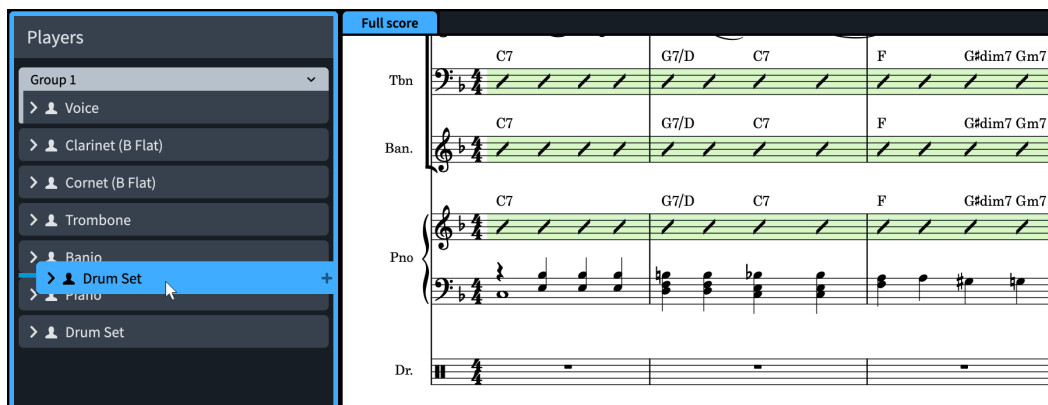 Players
Group 1
Voice
Clarinet (B Flat)
Cornet (B Flat)
Trombone
Banjo
Drum Set
Piano
Drum Set
Full score
C7 G7/D C7 F G#dim7 Gm7
Tbn
C7 G7/D C7 F G#dim7 Gm7
Ban.
C7 G7/D C7 F G#dim7 Gm7
Pno
Dr.